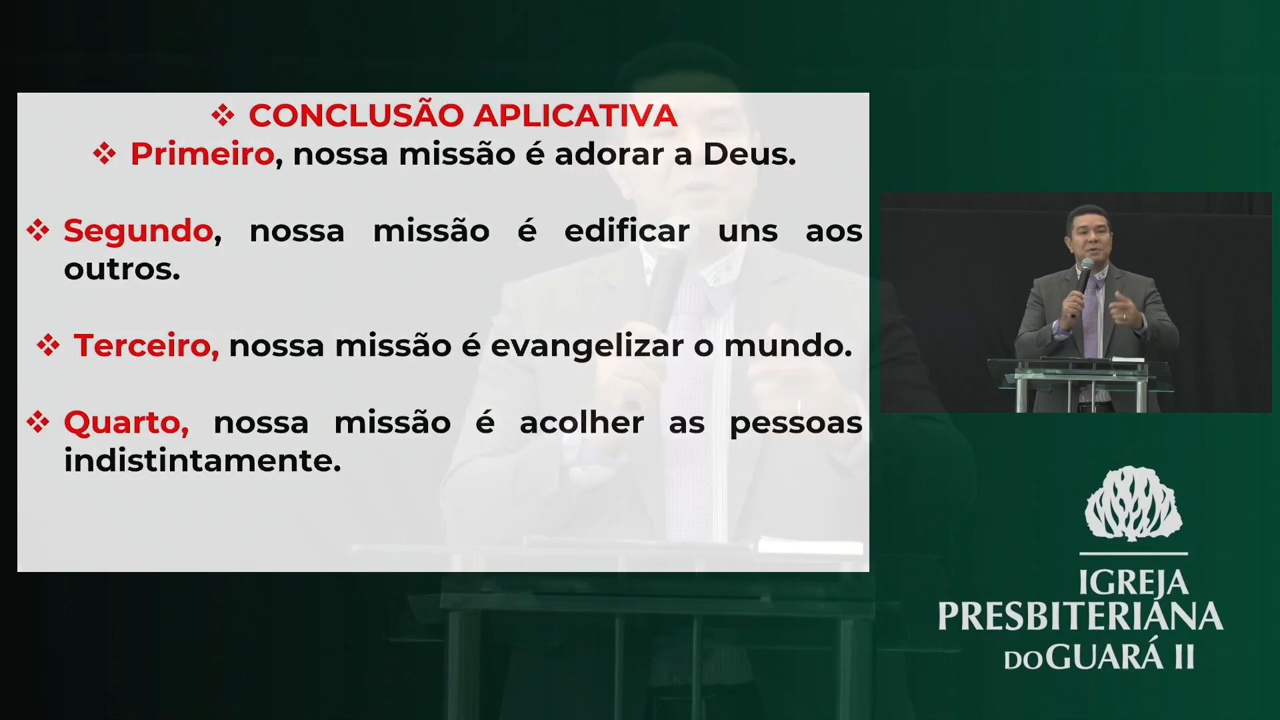 ❖ CONCLUSÃO APLICATIVA
❖ Primeiro, nossa missão é adorar a Deus.
❖ Segundo, nossa missão é edificar uns aos
outros.
❖ Terceiro, nossa missão é evangelizar o mundo.
❖ Quarto, nossa missão é acolher as pessoas
indistintamente.
IGREJA
PRESBITERIANA
DO GUARÁ II